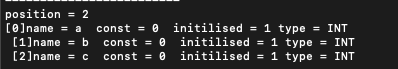 position = 2
[0]name = a  const = 0  initilised = 1 type = INT
[1]name = b  const = 0  initilised = 1 type = INT
[2]name = c  const = 0  initilised = 1 type = INT